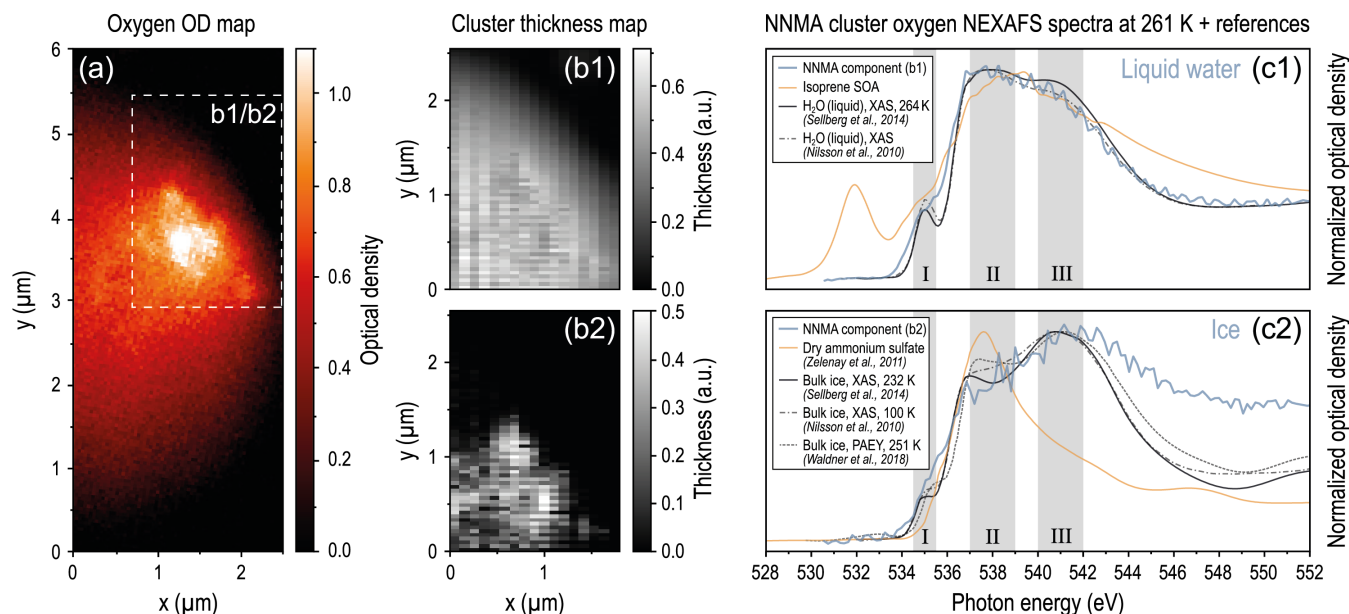 Oxygen OD map
Cluster thickness map
NNMA cluster oxygen NEXAFS spectra at 261 K + references
(a)
b1/b2
y (µm)
6
5
4
3
2
1
0
0
1
2
x (µm)
1.0
0.8
0.6
0.4
0.2
0.0
Optical density
(b1)
y (µm)
2
1
0
0.6
0.4
0.2
0.0
Thickness (a.u.)
(b2)
y (µm)
2
1
0
0
1
x (µm)
0.5
0.4
0.3
0.2
0.1
0.0
Thickness (a.u.)
NNMA component (b1)
Isoprene SOA
H₂O (liquid), XAS, 264 K
(Sellberg et al., 2014)
H₂O (liquid), XAS
(Nilsson et al., 2010)
Liquid water
(c1)
I
II
III
Normalized optical density
NNMA component (b2)
Dry ammonium sulfate
(Zelenay et al., 2011)
Bulk ice, XAS, 232 K
(Sellberg et al., 2014)
Bulk ice, XAS, 100 K
(Nilsson et al., 2010)
Bulk ice, PAEY, 251 K
(Waldner et al., 2018)
Ice
(c2)
I
II
III
Normalized optical density
528 530 532 534 536 538 540 542 544 546 548 550 552
Photon energy (eV)